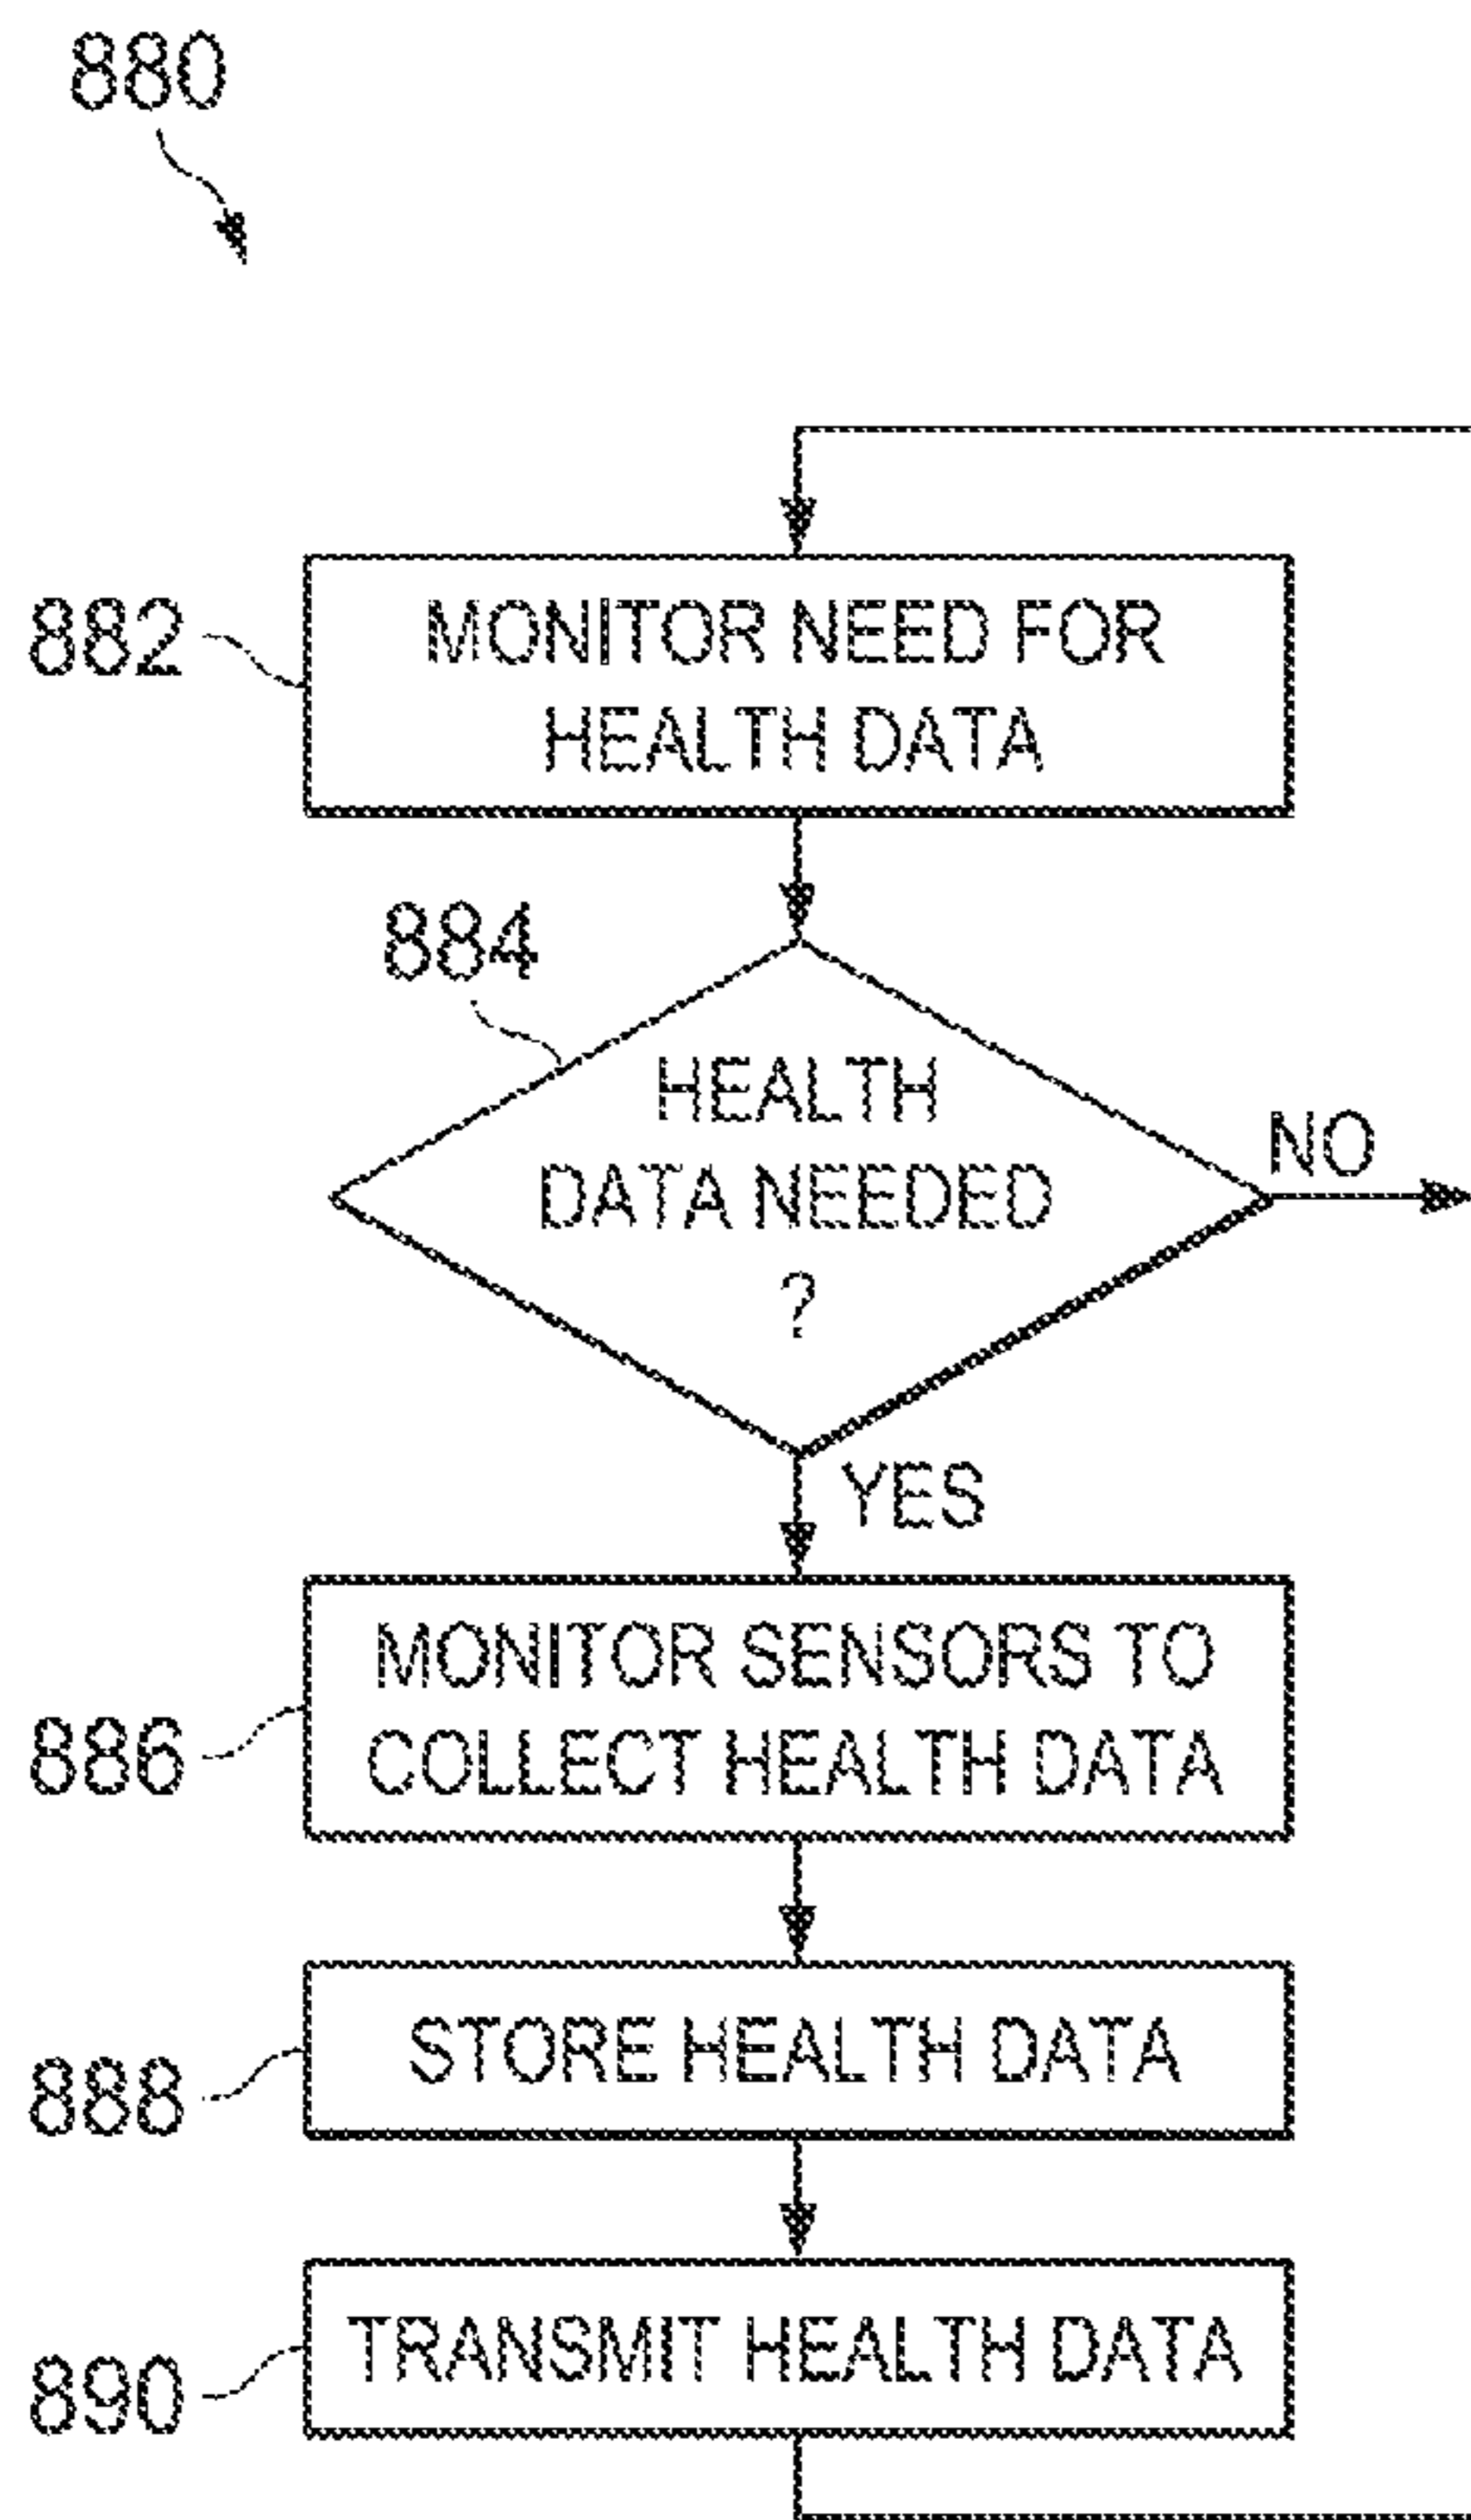 880
882
MONITOR NEED FOR
HEALTH DATA
884
HEALTH
DATA NEEDED
?
NO
YES
886
MONITOR SENSORS TO
COLLECT HEALTH DATA
888
STORE HEALTH DATA
890
TRANSMIT HEALTH DATA